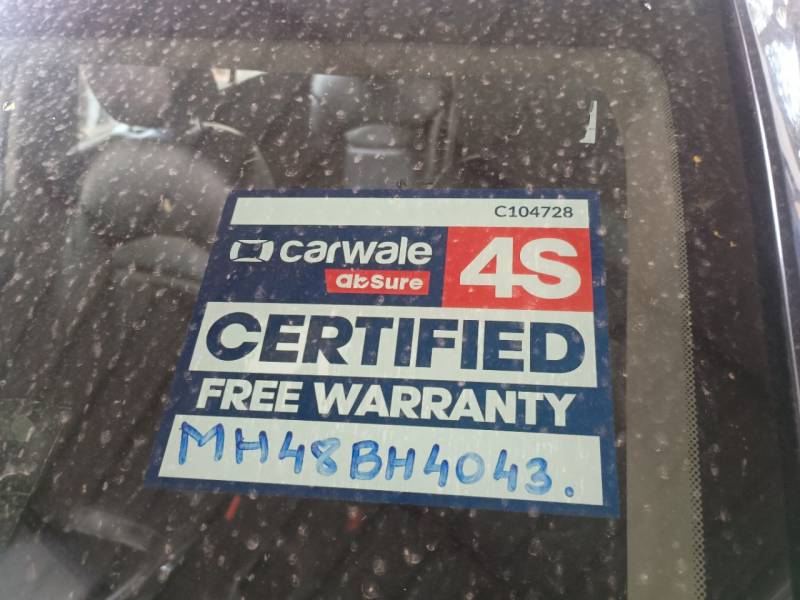 C104728
carwale
abSure
4S
CERTIFIED
FREE WARRANTY
MH48BH4043.